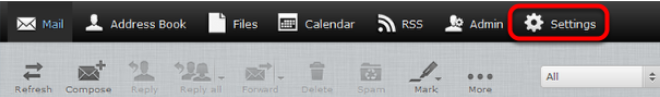 Mail Address Book Files Calendar RSS Admin Settings
Refresh Compose Reply Reply all Forward Delete Spam Mark More All